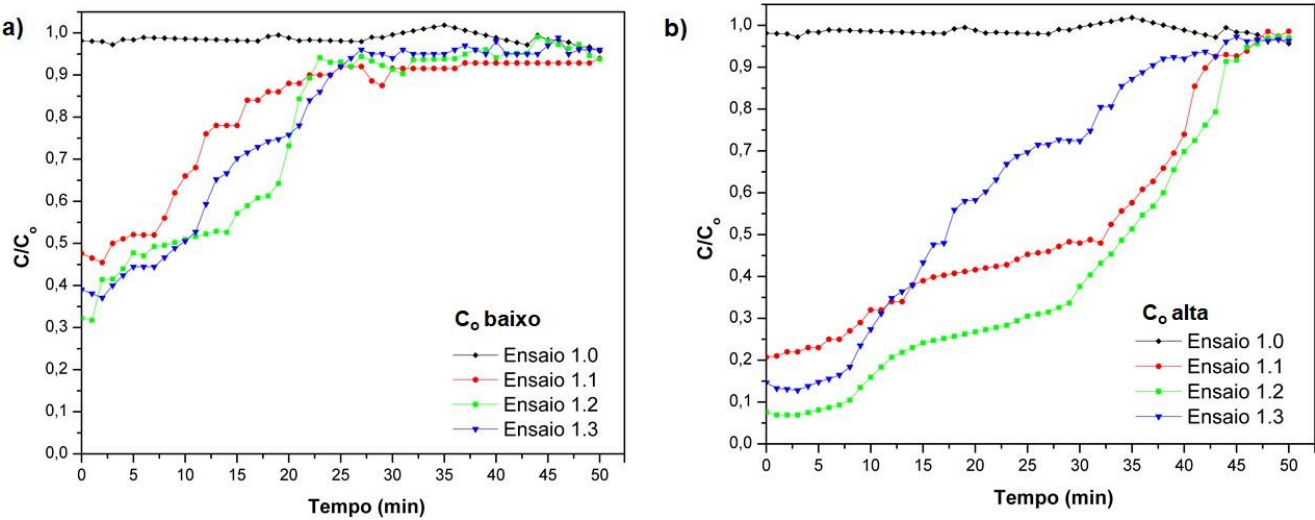 a)
C/Cₒ
1,0
0,9
0,8
0,7
0,6
0,5
0,4
0,3
0,2
0,1
0,0
Cₒ baixo
Ensaio 1.0
Ensaio 1.1
Ensaio 1.2
Ensaio 1.3
0 5 10 15 20 25 30 35 40 45 50
Tempo (min)
b)
C/Cₒ
1,0
0,9
0,8
0,7
0,6
0,5
0,4
0,3
0,2
0,1
0,0
Cₒ alta
Ensaio 1.0
Ensaio 1.1
Ensaio 1.2
Ensaio 1.3
0 5 10 15 20 25 30 35 40 45 50
Tempo (min)